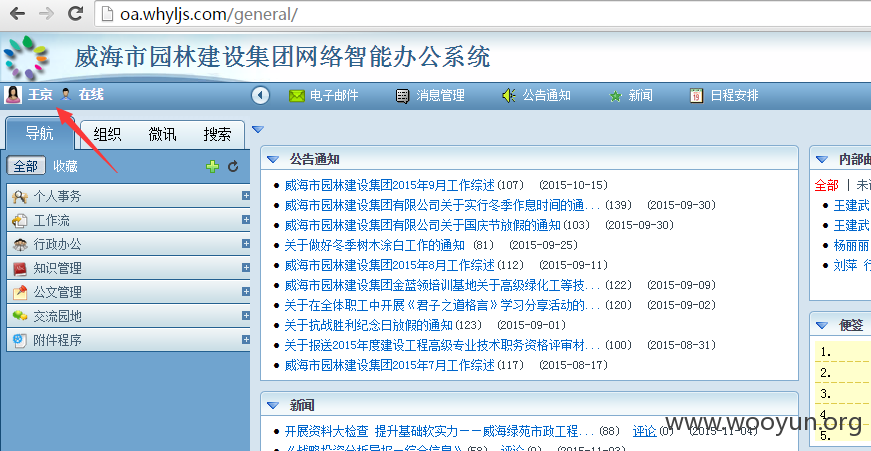 oa.whyljs.com/general/
威海市园林建设集团网络智能办公系统
王京 在线 电子邮件 消息管理 公告通知 新闻 日程安排
导航 组织 微讯 搜索
全部 收藏
个人事务
工作流
行政办公
知识管理
公文管理
交流园地
附件程序
公告通知
威海市园林建设集团2015年9月工作综述(107) (2015-10-15)
威海市园林建设集团有限公司关于实行冬季作息时间的通...(139) (2015-09-30)
威海市园林建设集团有限公司关于国庆节放假的通知(103) (2015-09-30)
关于做好冬季树木涂白工作的通知 (81) (2015-09-25)
威海市园林建设集团2015年8月工作综述(112) (2015-09-11)
威海市园林建设集团金蓝领培训基地关于高级绿化工等技...(122) (2015-09-09)
关于在全体职工中开展《君子之道格言》学习分享活动的...(120) (2015-09-02)
关于抗战胜利纪念日放假的通知(123) (2015-09-01)
关于报送2015年度建设工程高级专业技术职务资格评审材...(100) (2015-08-31)
威海市园林建设集团2015年7月工作综述(117) (2015-08-17)
新闻
开展资料大检查 提升基础软实力——威海绿苑市政工程...(88) 评论(0) (2015-11-04)
内部由
全部 | 未
王建武
王建武
杨丽丽
刘萍 行
便签
1.
2.
3.
4.
5.
www.wooyun.org